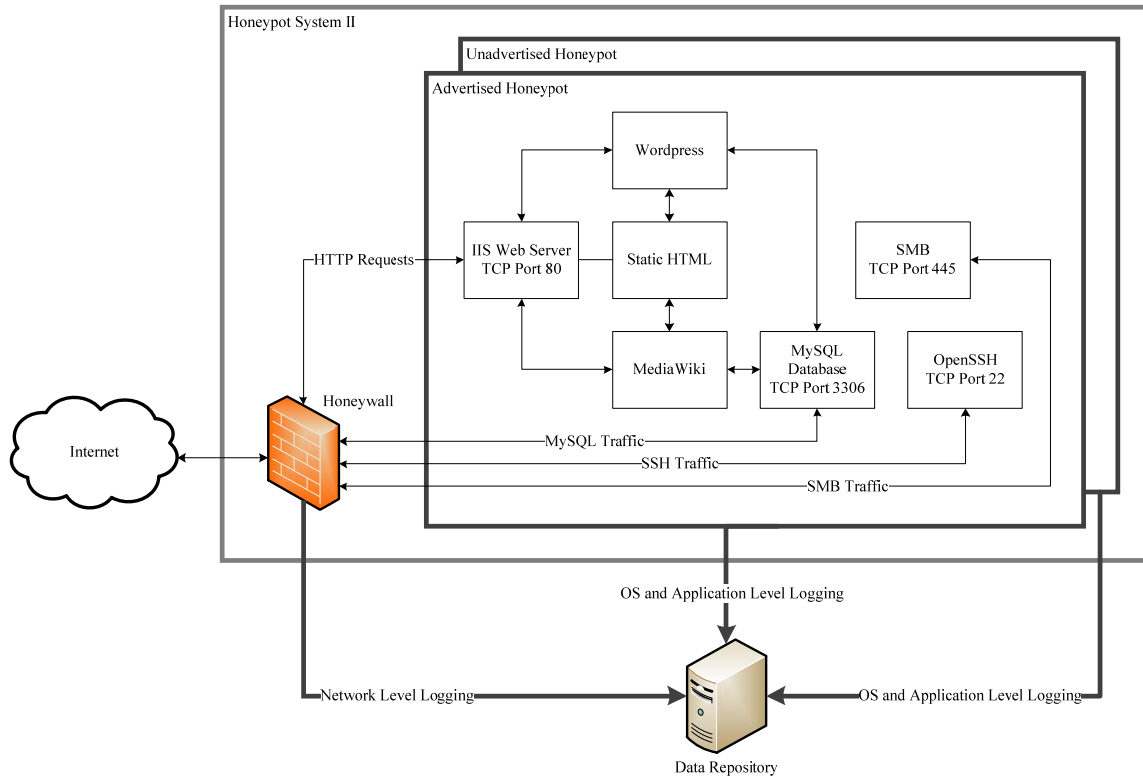 Honeypot System II
Unadvertised Honeypot
Advertised Honeypot
Wordpress
IIS Web Server
TCP Port 80
Static HTML
SMB
TCP Port 445
HTTP Requests
MediaWiki
MySQL
Database
TCP Port 3306
OpenSSH
TCP Port 22
Honeywall
Internet
MySQL Traffic
SSH Traffic
SMB Traffic
OS and Application Level Logging
Network Level Logging
OS and Application Level Logging
Data Repository